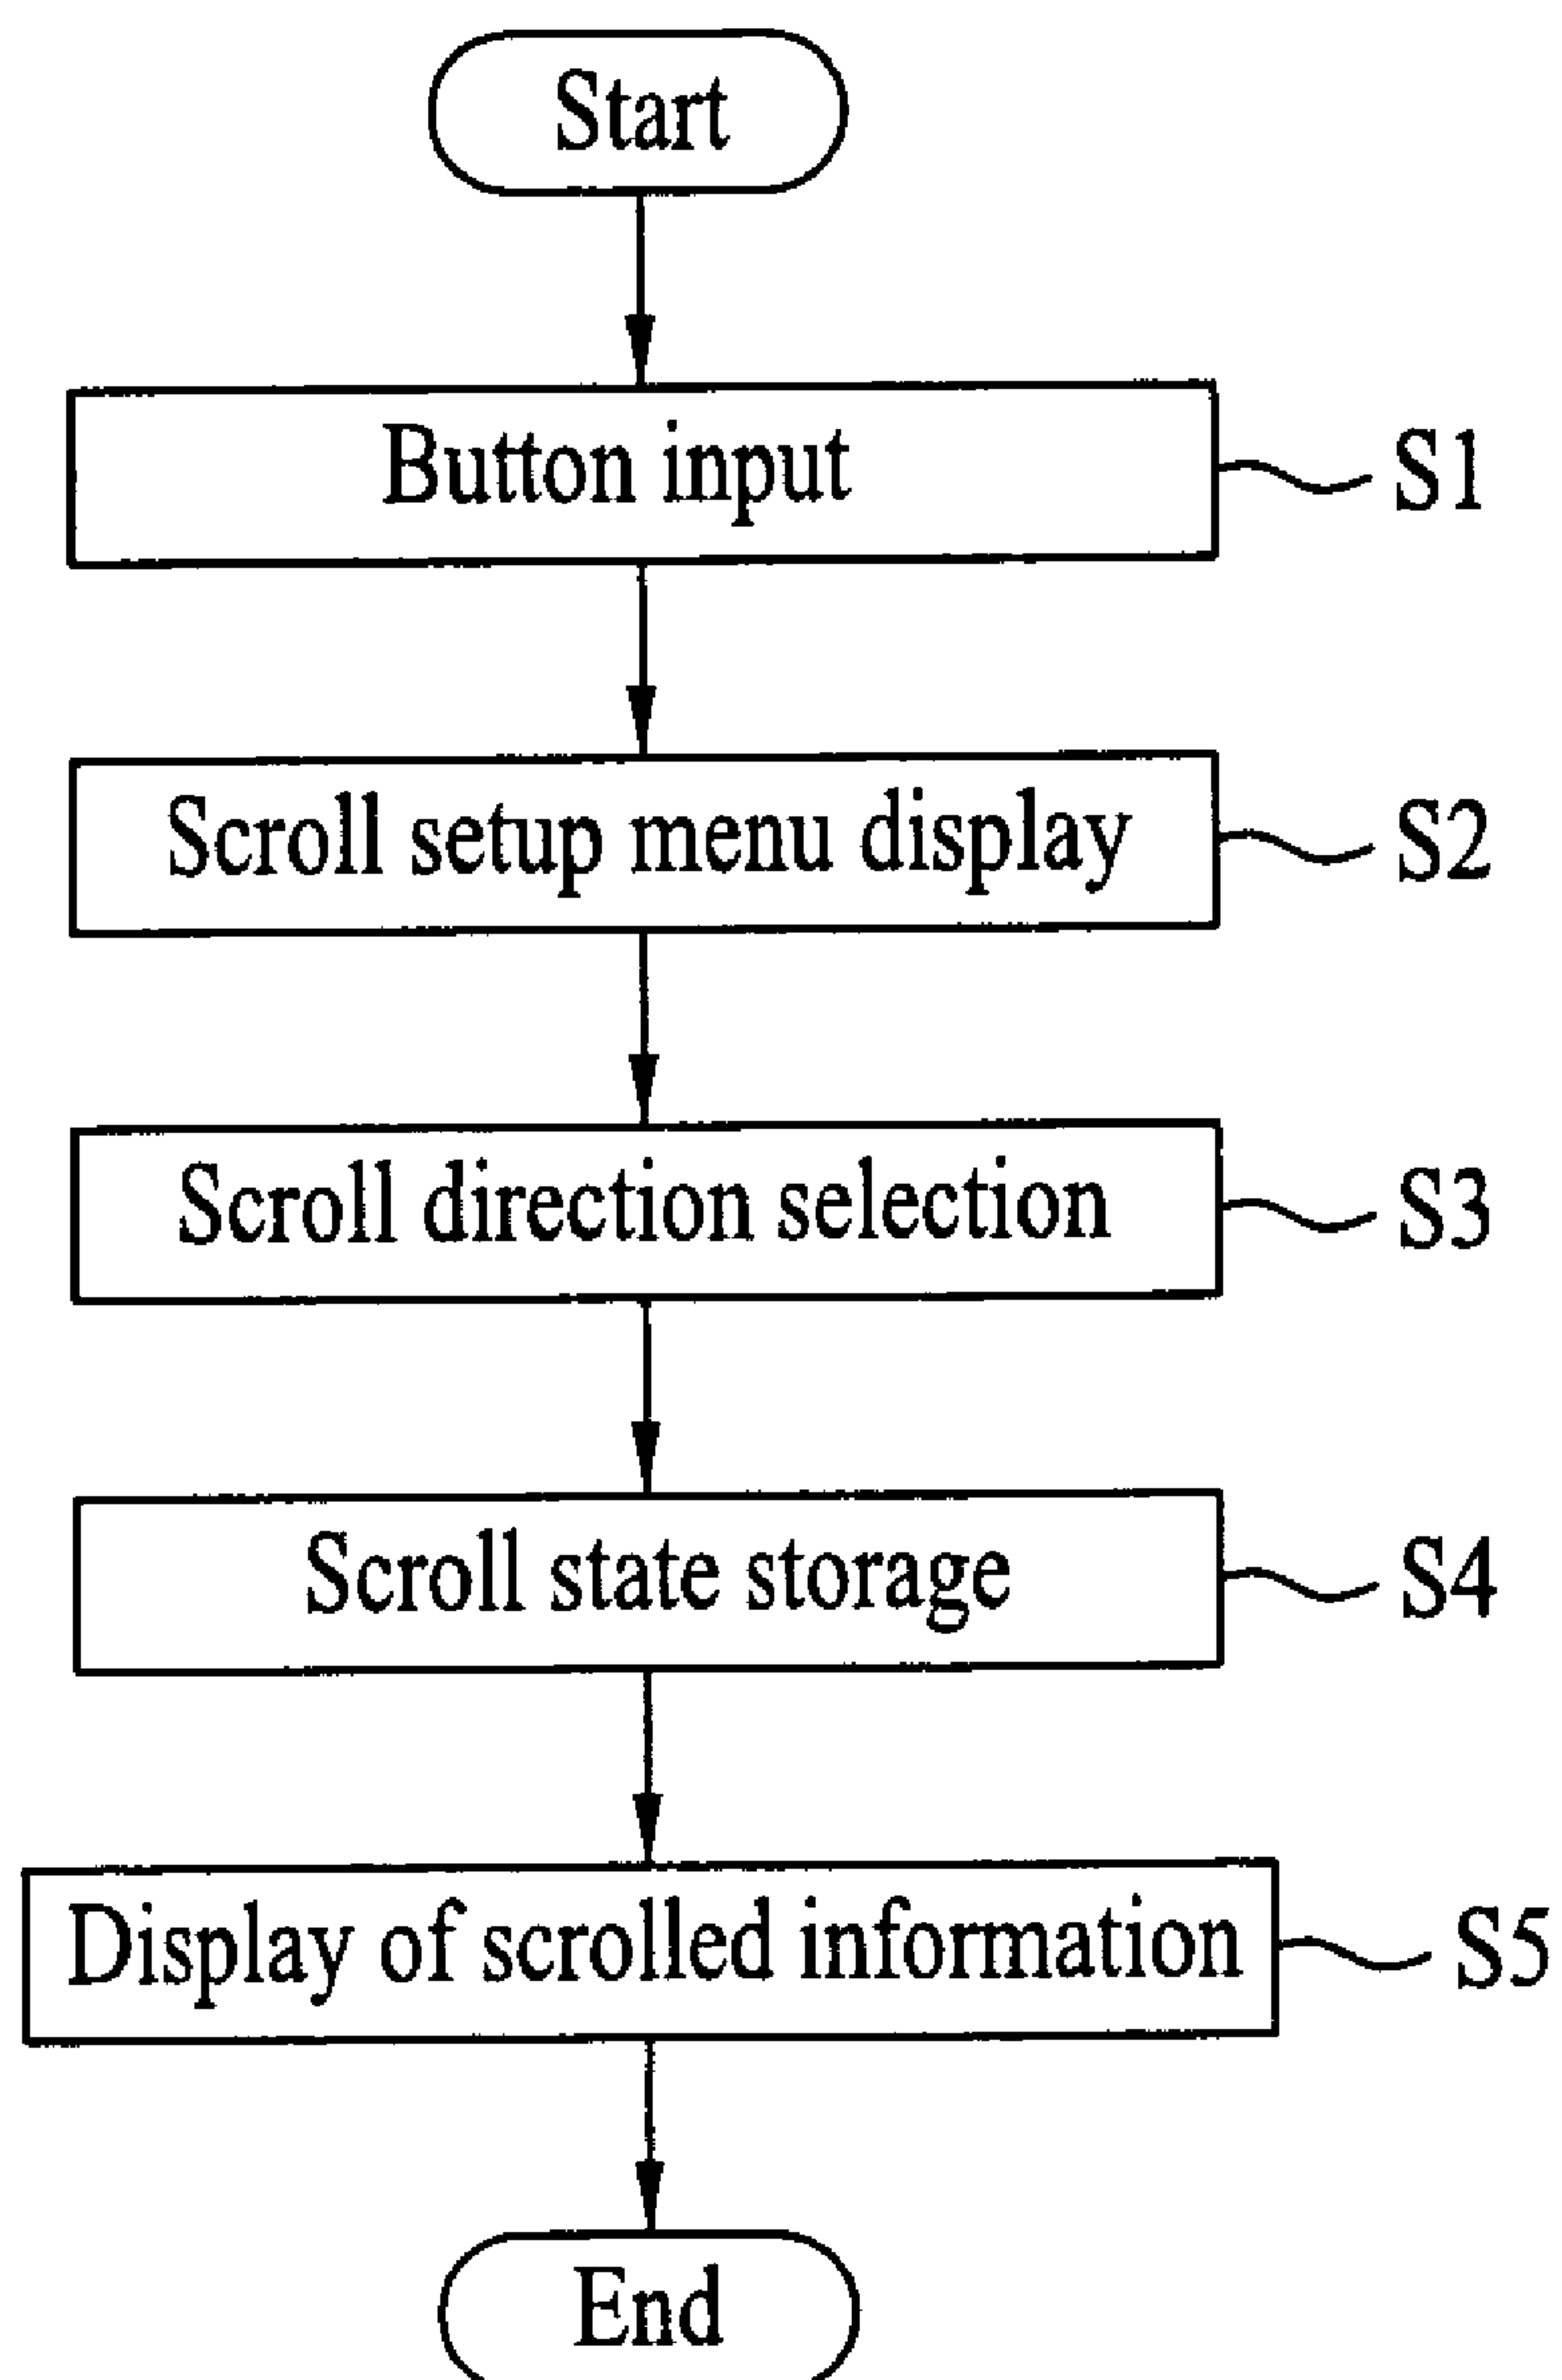 Start
Button input
S1
Scroll setup menu display
S2
Scroll direction selection
S3
Scroll state storage
S4
Display of scrolled information
S5
End